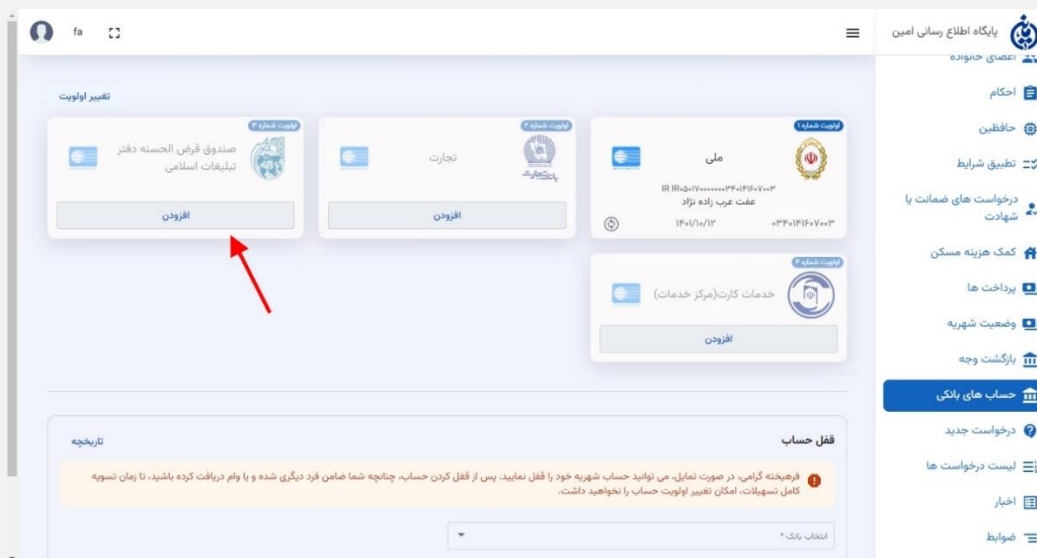 پایگاه اطلاع رسانی امین
fa
اعضای خانواده
احکام
حافظین
تطبیق شرایط
درخواست های ضمانت یا
شهادت
کمک هزینه مسکن
پرداخت ها
وضعیت شهریه
بازگشت وجه
حساب های بانکی
درخواست جدید
لیست درخواست ها
اخبار
ضوابط
تغییر اولویت
اولویت شماره ۱
ملی
عفت عرب زاده نژاد
۰۳۴۰۱۴۱۶۰۷۰۰۳
۱۴۰۱/۱۰/۱۲
اولویت شماره ۲
تجارت
بانک تجارت
افزودن
اولویت شماره ۳
صندوق قرض الحسنه دفتر
تبلیغات اسلامی
افزودن
اولویت شماره ۴
خدمات کارت(مرکز خدمات)
افزودن
قفل حساب
تاریخچه
فرهیخته گرامی، در صورت تمایل، می توانید حساب شهریه خود را قفل نمایید. پس از قفل کردن حساب، چنانچه شما ضامن فرد دیگری شده و یا وام دریافت کرده باشید، تا زمان تسویه
کامل تسهیلات، امکان تغییر اولویت حساب را نخواهید داشت.
انتخاب بانک *